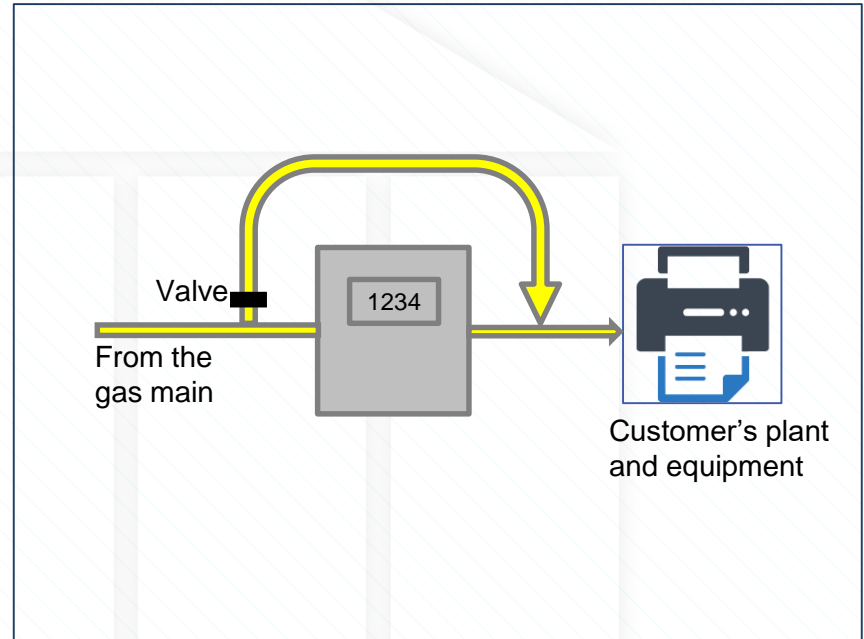 Valve
1234
From the
gas main
Customer’s plant
and equipment